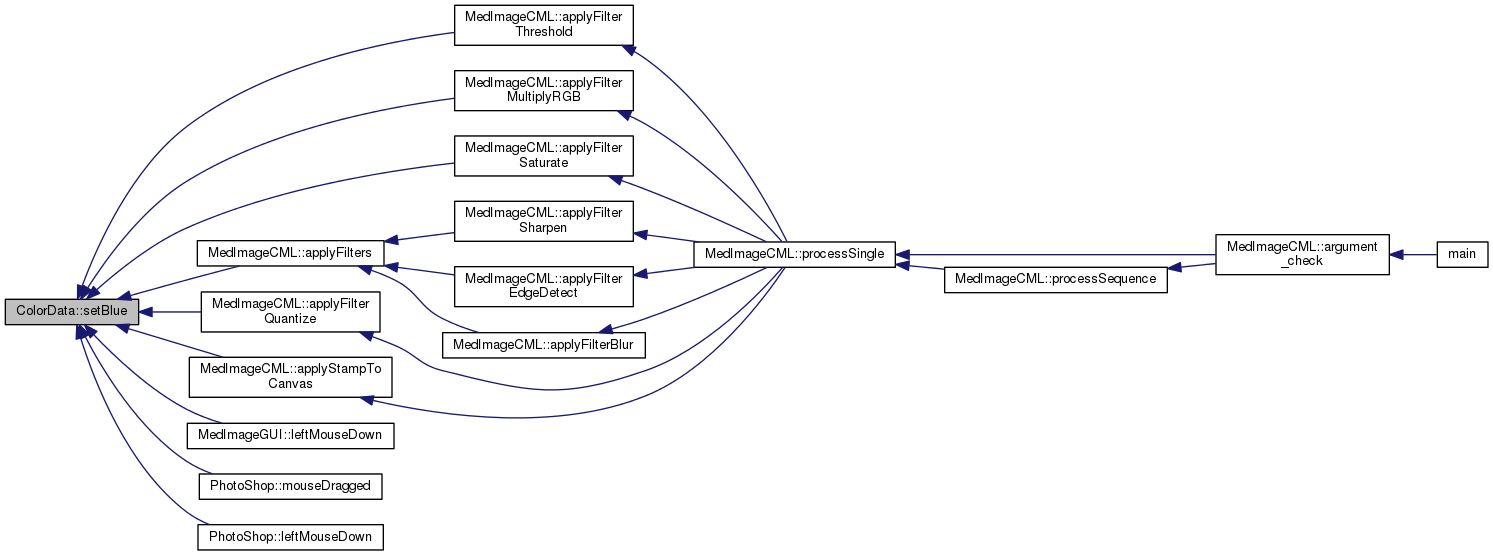 MedImageCML::applyFilter
Threshold
MedImageCML::applyFilter
MultiplyRGB
MedImageCML::applyFilter
Saturate
MedImageCML::applyFilter
Sharpen
MedImageCML::applyFilters
MedImageCML::processSingle
MedImageCML::argument
_check
main
MedImageCML::applyFilter
EdgeDetect
MedImageCML::processSequence
ColorData::setBlue
MedImageCML::applyFilter
Quantize
MedImageCML::applyFilterBlur
MedImageCML::applyStampTo
Canvas
MedImageGUI::leftMouseDown
PhotoShop::mouseDragged
PhotoShop::leftMouseDown